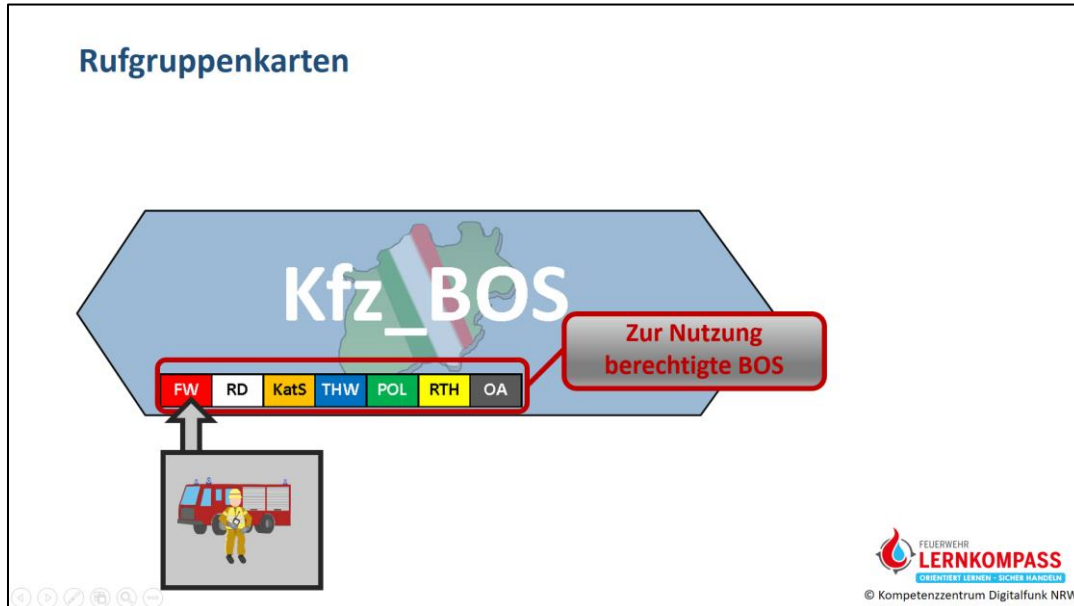 Rufgruppenkarten
Kfz_BOS
Zur Nutzung
berechtigte BOS
FW RD KatS THW POL RTH OA
FEUERWEHR
LERNKOMPASS
ORIENTIERT LERNEN - SICHER HANDELN
© Kompetenzzentrum Digitalfunk NRW